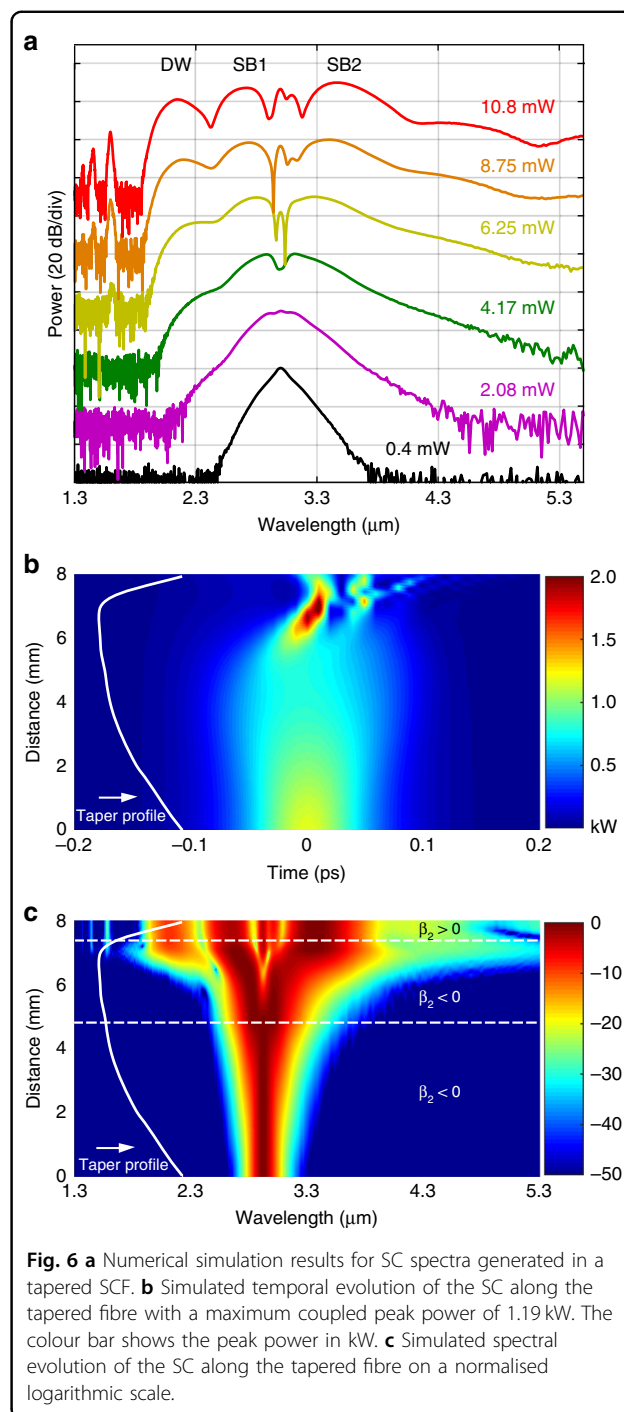 a
DW SB1 SB2
10.8 mW
8.75 mW
6.25 mW
4.17 mW
2.08 mW
0.4 mW
Power (20 dB/div)
1.3 2.3 3.3 4.3 5.3
Wavelength (μm)
b
8
6
4
2
0
Distance (mm)
Taper profile
−0.2 −0.1 0 0.1 0.2
Time (ps)
2.0
1.5
1.0
0.5
kW
c
8
6
4
2
0
Distance (mm)
β2 > 0
β2 < 0
β2 < 0
Taper profile
1.3 2.3 3.3 4.3 5.3
Wavelength (μm)
0
−10
−20
−30
−40
−50
Fig. 6 a Numerical simulation results for SC spectra generated in a
tapered SCF. b Simulated temporal evolution of the SC along the
tapered fibre with a maximum coupled peak power of 1.19 kW. The
colour bar shows the peak power in kW. c Simulated spectral
evolution of the SC along the tapered fibre on a normalised
logarithmic scale.